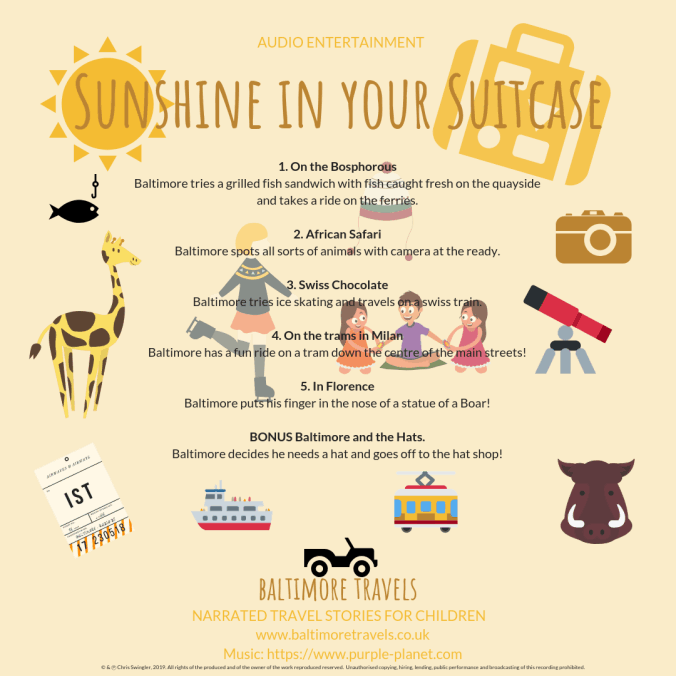 AUDIO ENTERTAINMENT
SUNSHINE IN YOUR SUITCASE
1. On the Bosphorous
Baltimore tries a grilled fish sandwich with fish caught fresh on the quayside
and takes a ride on the ferries.
2. African Safari
Baltimore spots all sorts of animals with camera at the ready.
3. Swiss Chocolate
Baltimore tries ice skating and travels on a swiss train.
4. On the trams in Milan
Baltimore has a fun ride on a tram down the centre of the main streets!
5. In Florence
Baltimore puts his finger in the nose of a statue of a Boar!
BONUS Baltimore and the Hats.
Baltimore decides he needs a hat and goes off to the hat shop!
IST
BALTIMORE TRAVELS
NARRATED TRAVEL STORIES FOR CHILDREN
www.baltimoretravels.co.uk
Music: https://www.purple-planet.com
© & ℗ Chris Swingler, 2019. All rights of the produced and of the owner of the work reproduced reserved. Unauthorised copying, hiring, lending, public performance and broadcasting of this recording prohibited.